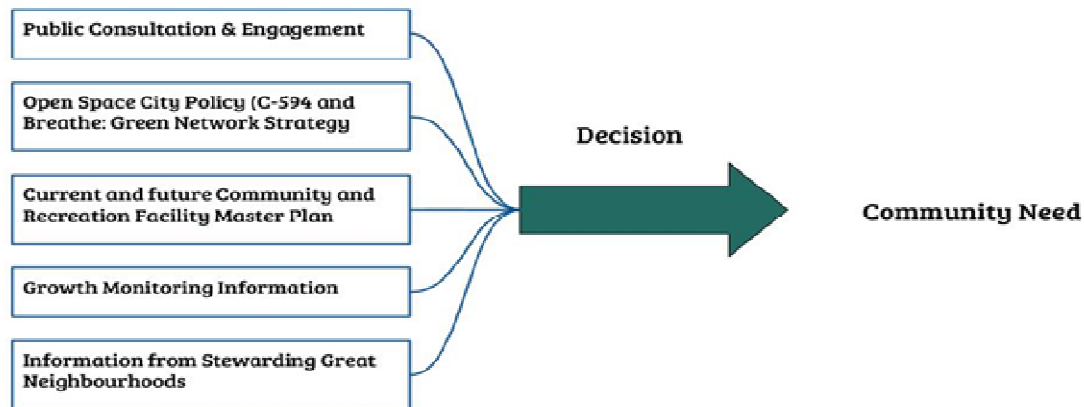 Public Consultation & Engagement
Open Space City Policy (C-594 and
Breathe: Green Network Strategy
Current and future Community and
Recreation Facility Master Plan
Growth Monitoring Information
Information from Stewarding Great
Neighbourhoods
Decision
Community Need